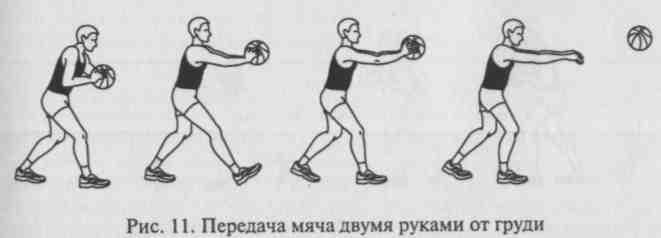 Рис. 11. Передача мяча двумя руками от груди